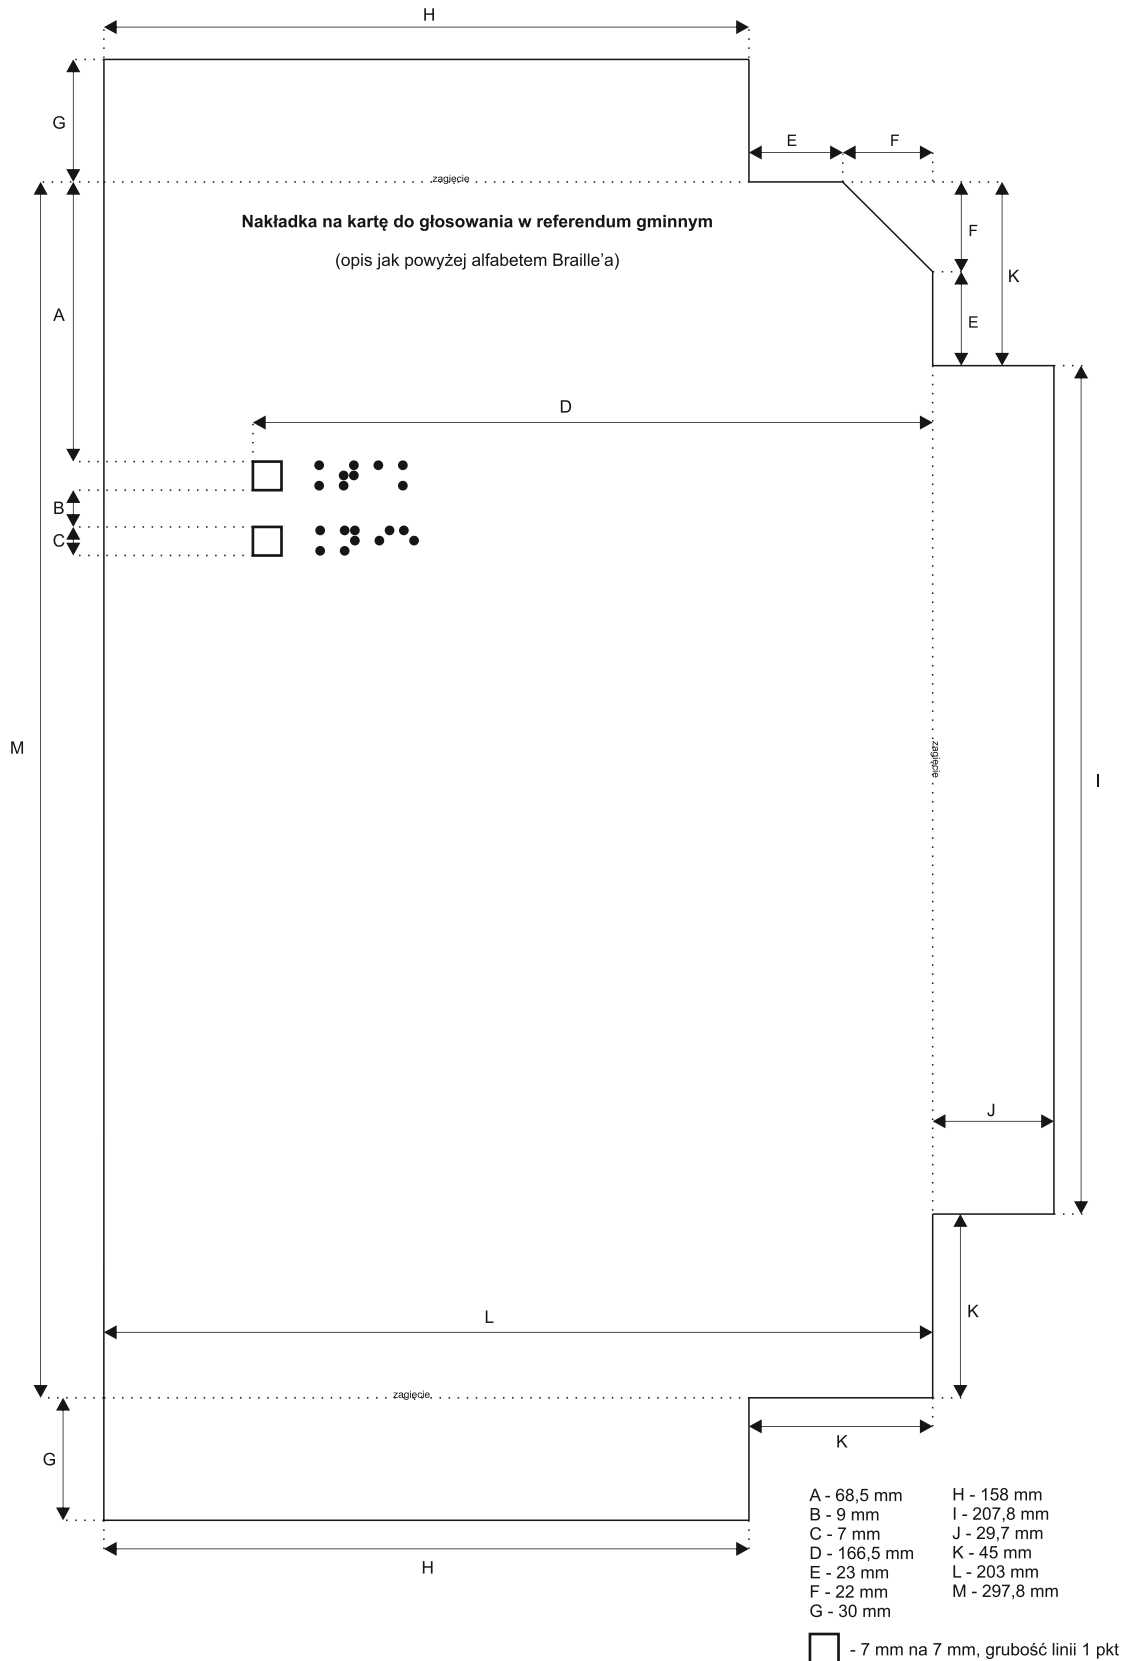 H
G
E F
zagięcie
Nakładka na kartę do głosowania w referendum gminnym
F
(opis jak powyżej alfabetem Braille’a)
K
A
E
D
B
C
M
zagięcie
I
J
K
L
zagięcie
K
G
A - 68,5 mm H - 158 mm
B - 9 mm I - 207,8 mm
C - 7 mm J - 29,7 mm
D - 166,5 mm K - 45 mm
H
E - 23 mm L - 203 mm
F - 22 mm M - 297,8 mm
G - 30 mm
- 7 mm na 7 mm, grubość linii 1 pkt